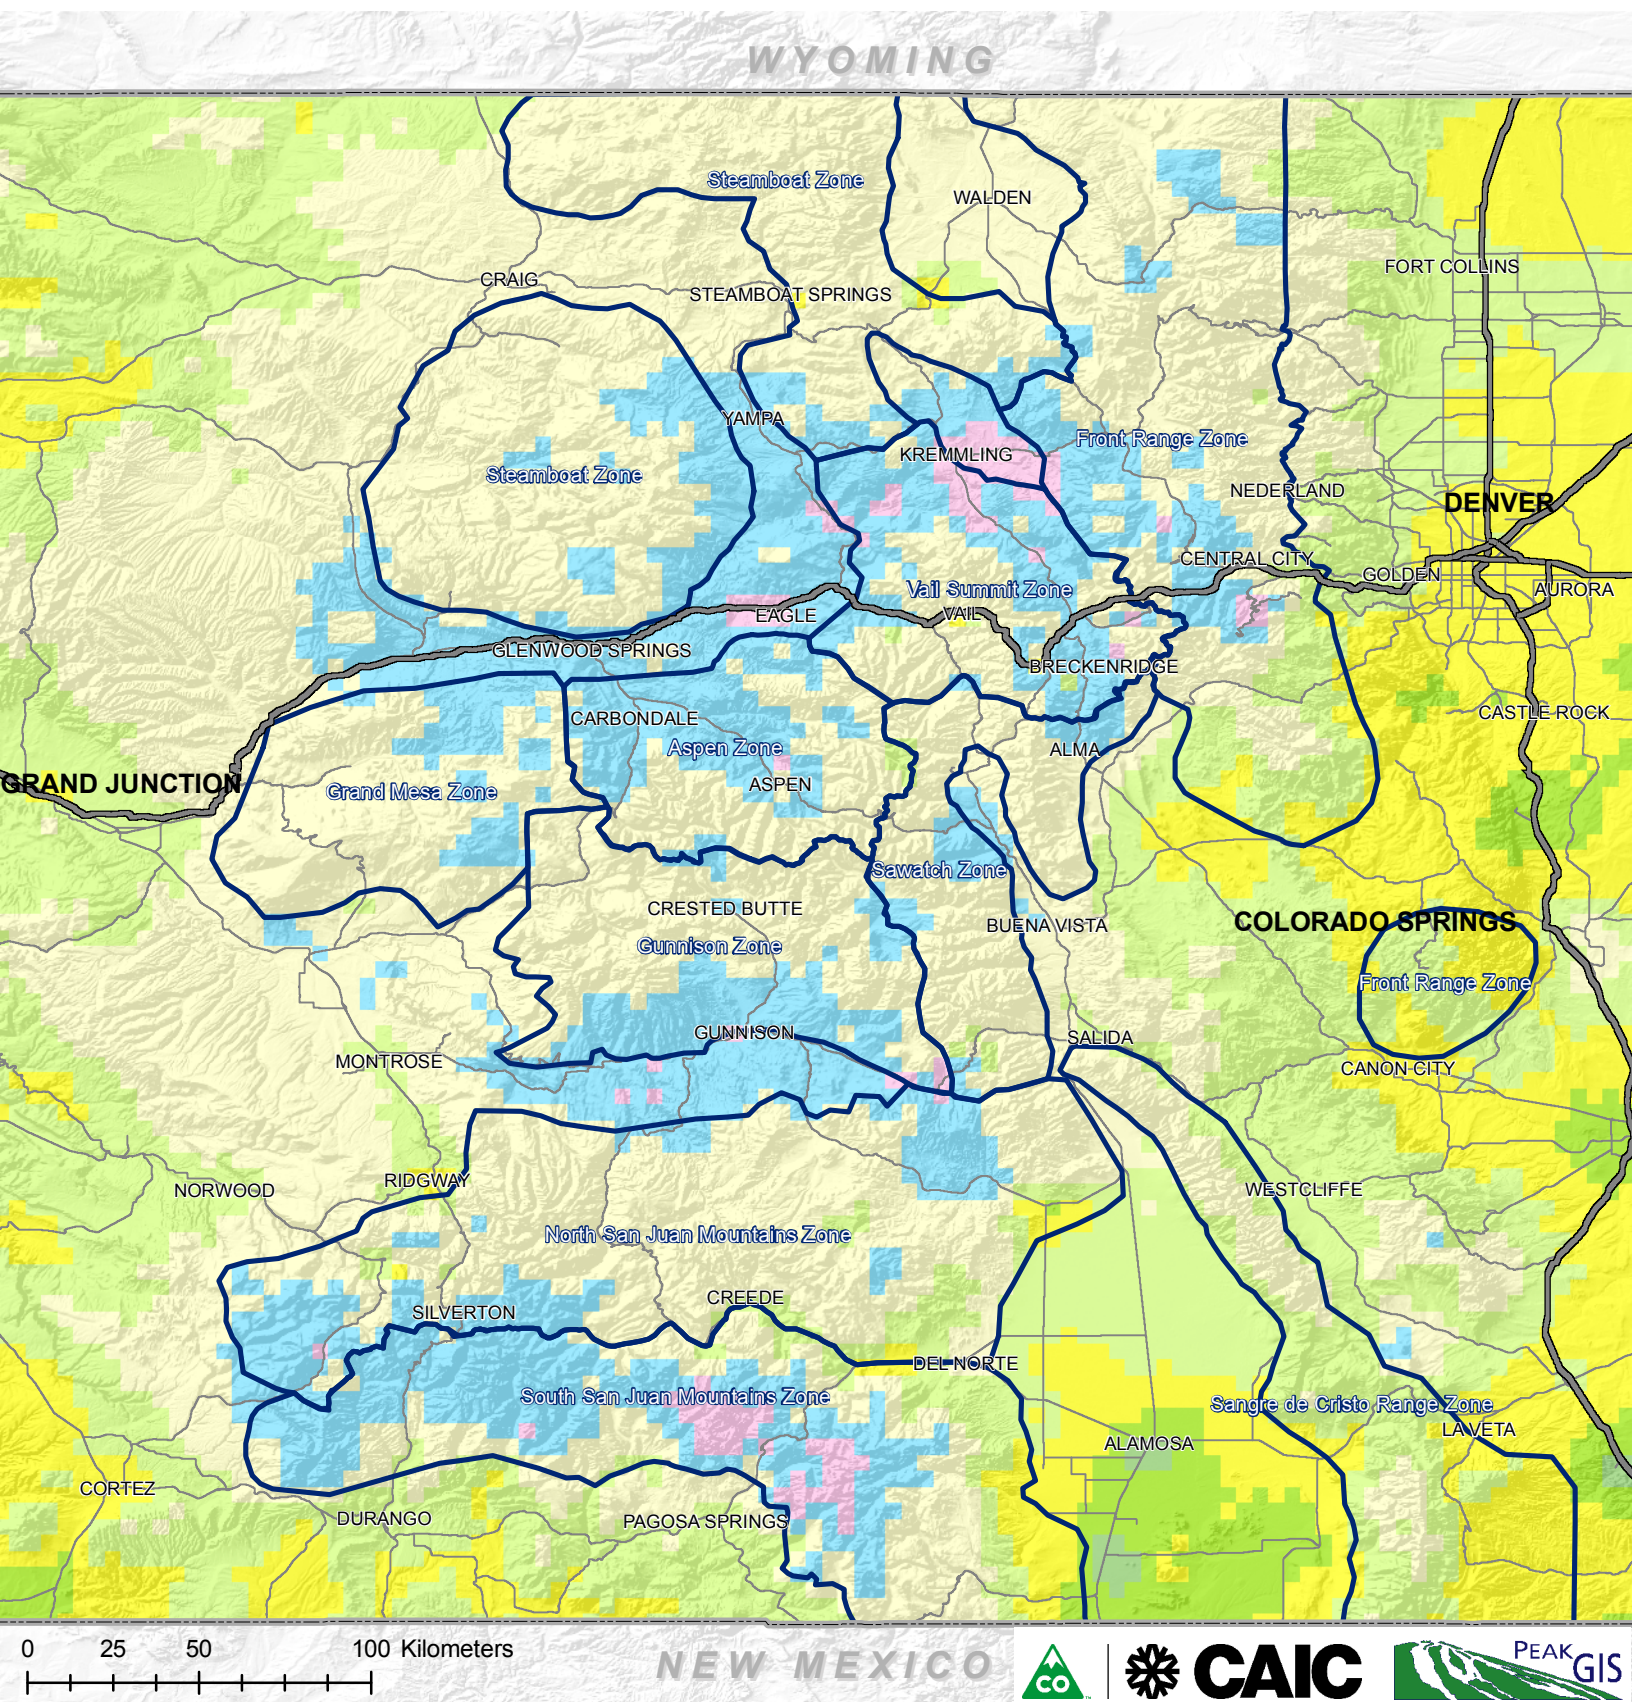 WYOMING
Steamboat Zone
WALDEN
FORT COLLINS
CRAIG
STEAMBOAT SPRINGS
YAMPA
Front Range Zone
KREMMLING
Steamboat Zone
NEDERLAND
DENVER
CENTRAL CITY
GOLDEN
Vail Summit Zone
AURORA
EAGLE
VAIL
GLENWOOD SPRINGS
BRECKENRIDGE
CARBONDALE
CASTLE ROCK
Aspen Zone
ALMA
GRAND JUNCTION
ASPEN
Grand Mesa Zone
Sawatch Zone
CRESTED BUTTE
BUENA VISTA
COLORADO SPRINGS
Gunnison Zone
Front Range Zone
GUNNISON
SALIDA
MONTROSE
CANON CITY
RIDGWAY
NORWOOD
WESTCLIFFE
North San Juan Mountains Zone
CREEDE
SILVERTON
DEL NORTE
South San Juan Mountains Zone
Sangre de Cristo Range Zone
LA VETA
ALAMOSA
CORTEZ
DURANGO
PAGOSA SPRINGS
0 25 50 100 Kilometers
NEW MEXICO
CO
CAIC
PEAK GIS